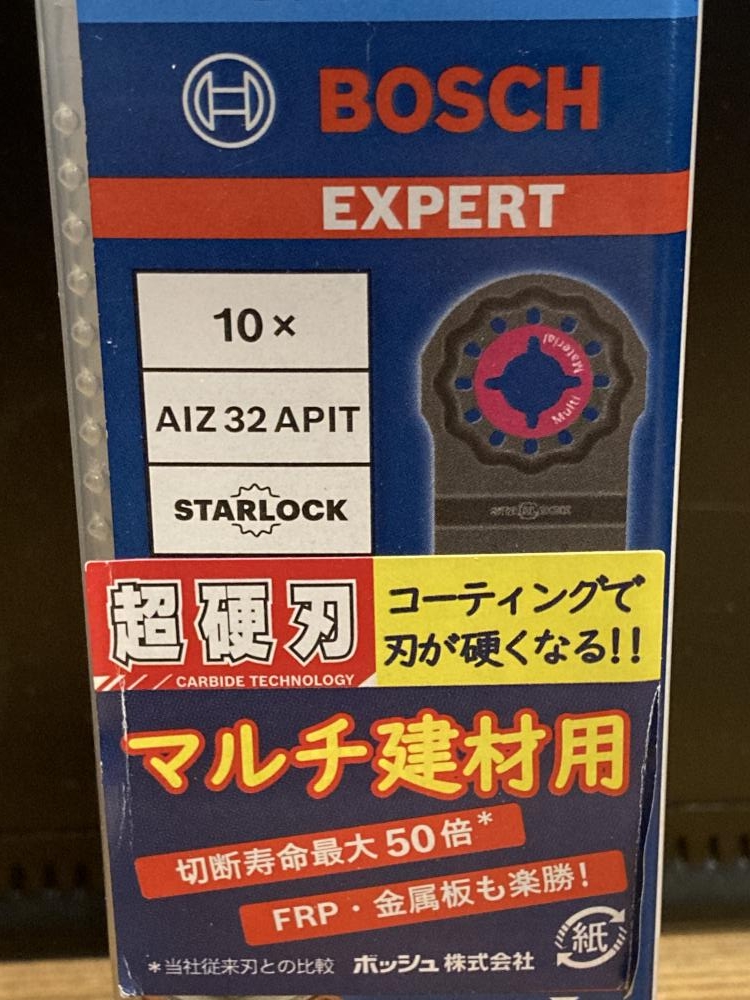 BOSCH
EXPERT
10×
AIZ 32 APIT
STARLOCK
Multi Material
超硬刃
CARBIDE TECHNOLOGY
コーティングで
刃が硬くなる!!
マルチ建材用
切断寿命最大50倍*
FRP・金属板も楽勝!
*当社従来刃との比較 ボッシュ株式会社
紙